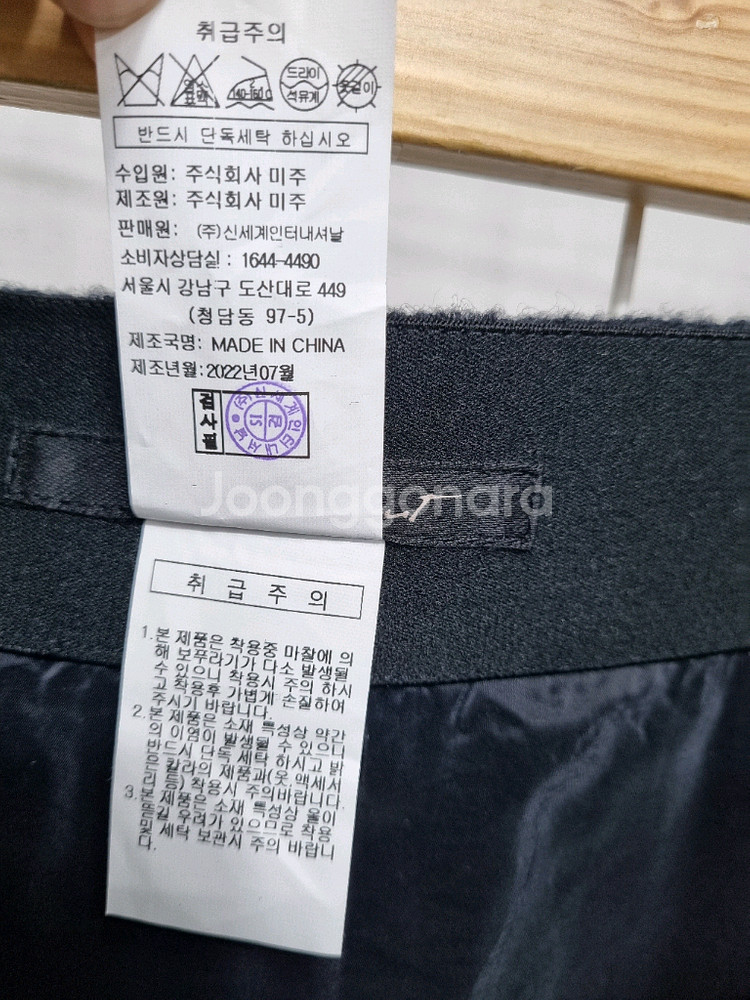 취급주의
염소
표백
140-160℃
드라이
석유계
옷걸이
반드시 단독세탁 하십시오
수입원: 주식회사 미주
제조원: 주식회사 미주
판매원: (주)신세계인터내셔날
소비자상담실 : 1644-4490
서울시 강남구 도산대로 449
(청담동 97-5)
제조국명: MADE IN CHINA
제조년월:2022년07월
검사필
Joonggonara
취급주의
1.본 제품은 착용중 마찰에 의
해 보푸라기가 다소 발생될
수 있으니 착용시 주의 하시
고 착용후 가볍게 손질하여
주시기 바랍니다.
2.본 제품은 소재 특성상 약간
의 이염이 발생될 수 있으니
반드시 단독 세탁 하시고 밝
은 칼라의 제품과(옷,액세서
리등) 착용시 주의바랍니다.
3.본 제품은 소재 특성상 올이
뜯길 우려가 있으므로 착용
및 세탁 보관시 주의 바랍니
다.